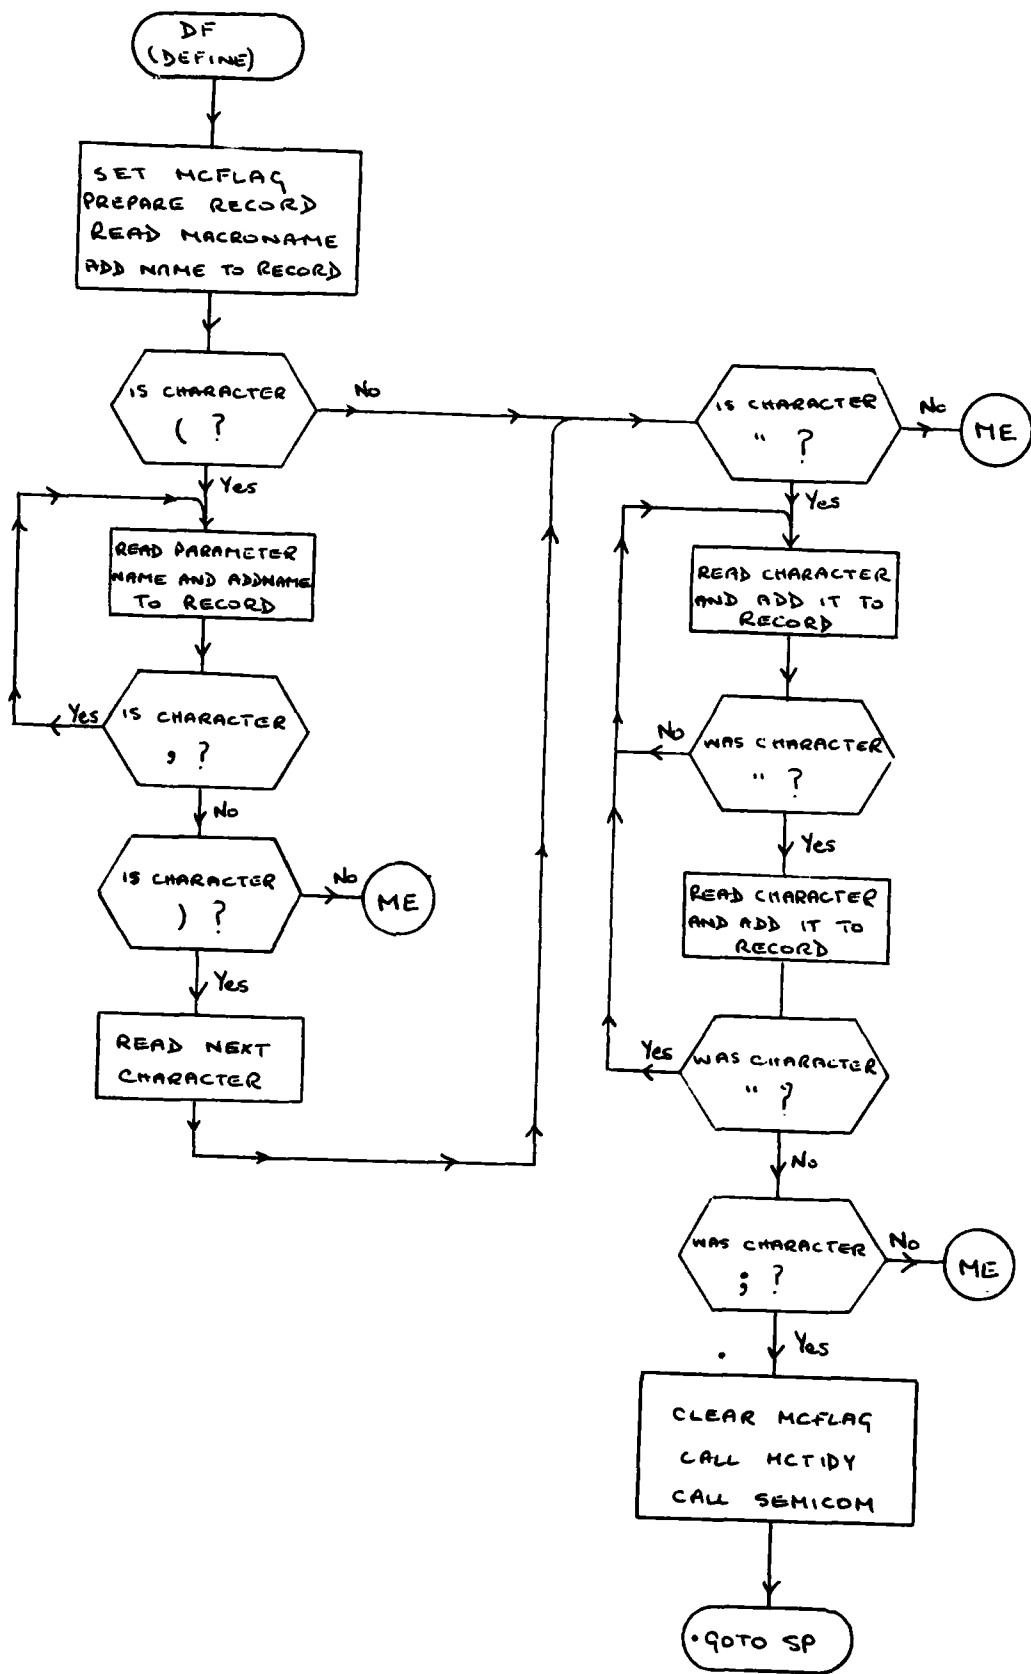 DF
(DEFINE)
SET MCFLAG
PREPARE RECORD
READ MACRONAME
ADD NAME TO RECORD
IS CHARACTER
( ?
No
Yes
READ PARAMETER
NAME AND ADDNAME
TO RECORD
IS CHARACTER
, ?
Yes
No
IS CHARACTER
) ?
No
ME
Yes
READ NEXT
CHARACTER
IS CHARACTER
" ?
No
ME
Yes
READ CHARACTER
AND ADD IT TO
RECORD
WAS CHARACTER
" ?
No
Yes
READ CHARACTER
AND ADD IT TO
RECORD
WAS CHARACTER
" ?
Yes
No
WAS CHARACTER
; ?
No
ME
Yes
CLEAR MCFLAG
CALL MCTIDY
CALL SEMICOM
GOTO SP